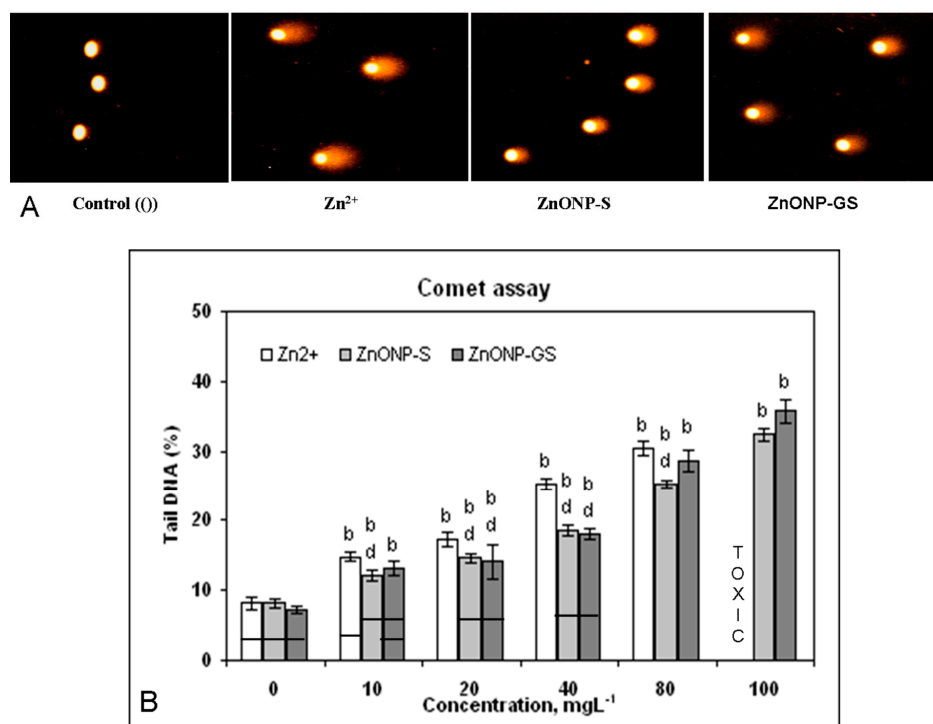 A
Control (())
Zn²⁺
ZnONP-S
ZnONP-GS
Comet assay
Zn2+
ZnONP-S
ZnONP-GS
Tail DNA (%)
50
40
30
20
10
0
b
b
d
b
b
b
d
b
d
b
b
d
b
d
b
b
d
b
b
b
TOXIC
0
10
20
40
80
100
Concentration, mgL⁻¹
B